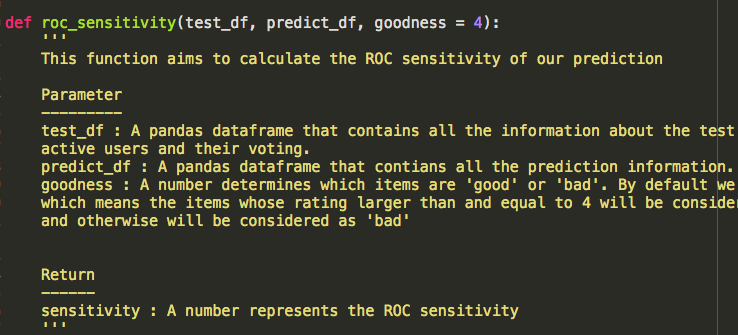 def roc_sensitivity(test_df, predict_df, goodness = 4):
'''
This function aims to calculate the ROC sensitivity of our prediction
Parameter
---------
test_df : A pandas dataframe that contains all the information about the test
active users and their voting.
predict_df : A pandas dataframe that contians all the prediction information.
goodness : A number determines which items are 'good' or 'bad'. By default we
which means the items whose rating larger than and equal to 4 will be consider
and otherwise will be considered as 'bad'
Return
------
sensitivity : A number represents the ROC sensitivity
'''